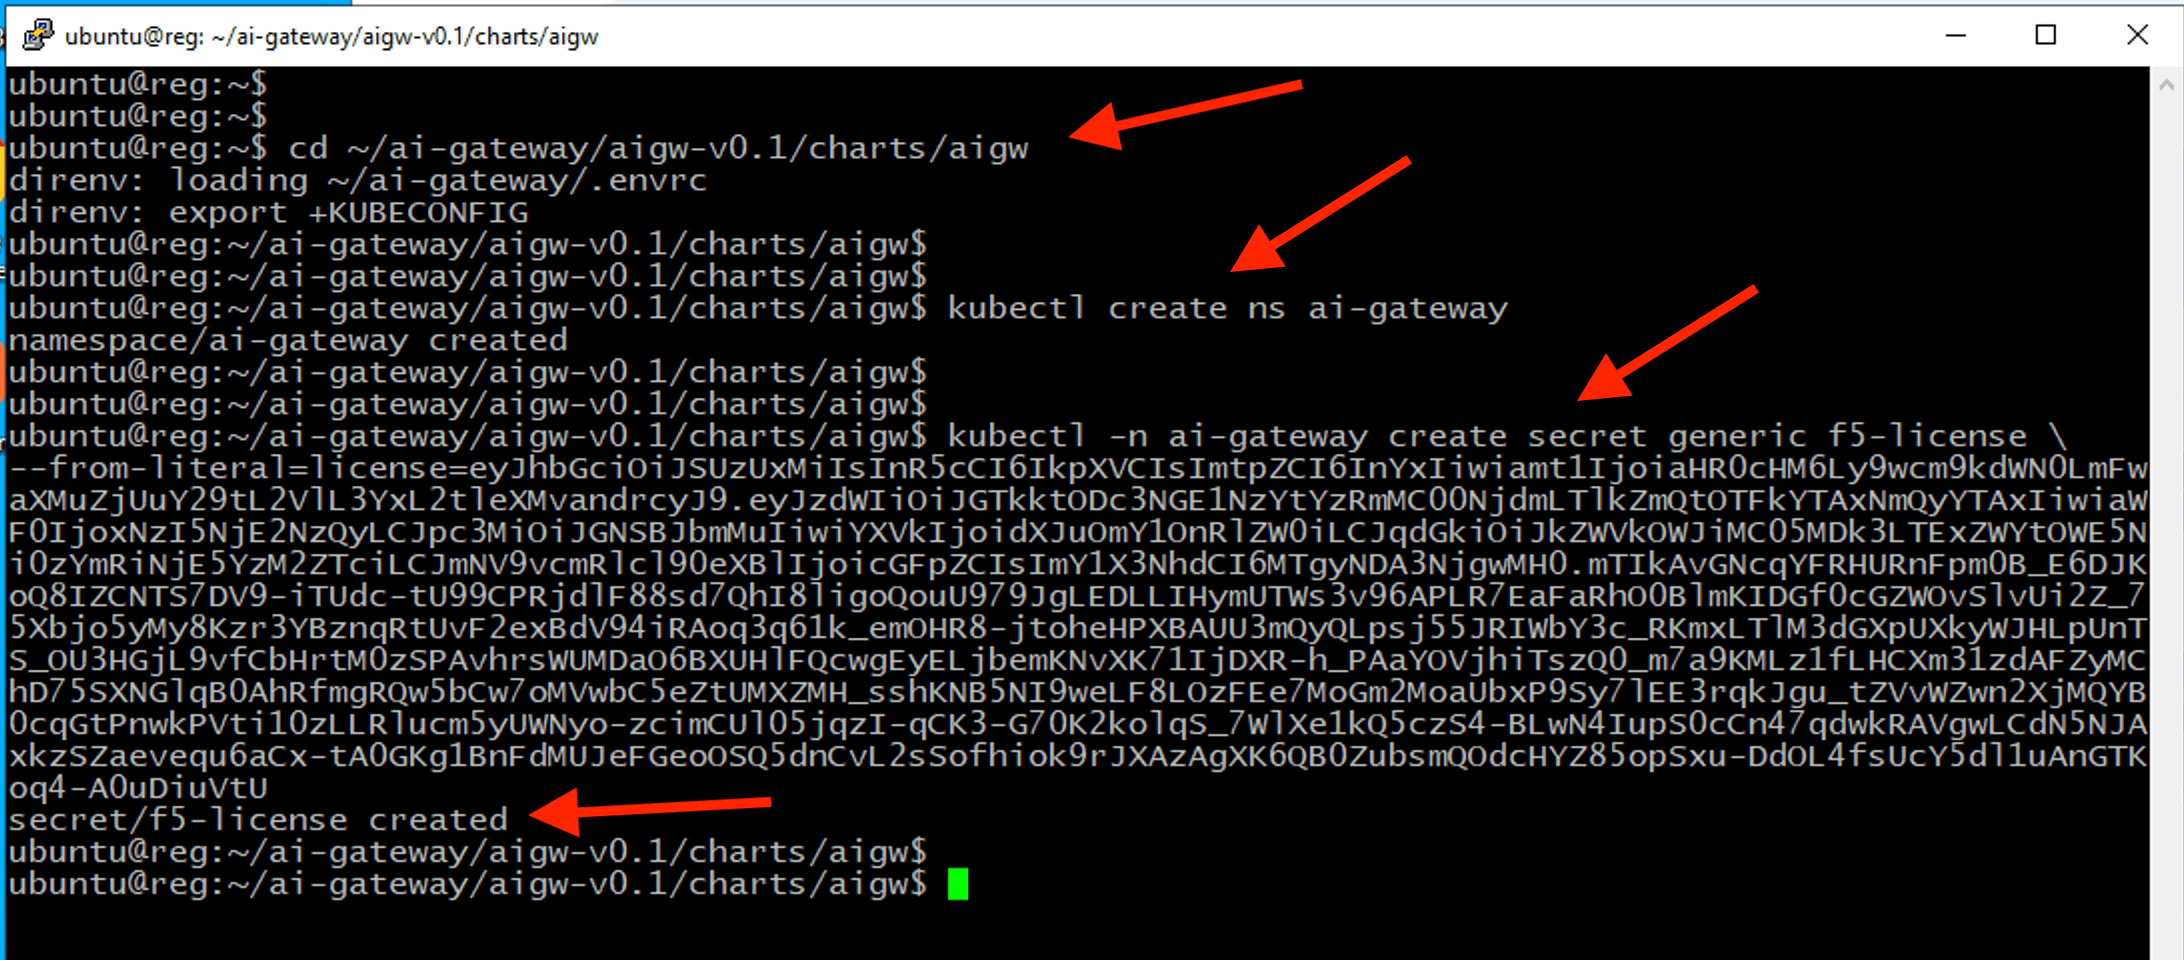 ubuntu@reg: ~/ai-gateway/aigw-v0.1/charts/aigw
ubuntu@reg:~$
ubuntu@reg:~$
ubuntu@reg:~$ cd ~/ai-gateway/aigw-v0.1/charts/aigw
direnv: loading ~/ai-gateway/.envrc
direnv: export +KUBECONFIG
ubuntu@reg:~/ai-gateway/aigw-v0.1/charts/aigw$
ubuntu@reg:~/ai-gateway/aigw-v0.1/charts/aigw$
ubuntu@reg:~/ai-gateway/aigw-v0.1/charts/aigw$ kubectl create ns ai-gateway
namespace/ai-gateway created
ubuntu@reg:~/ai-gateway/aigw-v0.1/charts/aigw$
ubuntu@reg:~/ai-gateway/aigw-v0.1/charts/aigw$
ubuntu@reg:~/ai-gateway/aigw-v0.1/charts/aigw$ kubectl -n ai-gateway create secret generic f5-license \
--from-literal=license=eyJhbGciOiJSUzUxMiIsInR5cCI6IkpXVCIsImtpZCI6InYxIiwiamt1IjoiaHR0cHM6Ly9wcm9kdWN0LmFw
aXMuZjUuY29tL2VlL3YxL2tleXMvandrcyJ9.eyJzdWIiOiJGTkktODc3NGE1NzYtYzRmMC00NjdmLTlkZmQtOTFkYTAxNmQyYTAxIiwiaW
F0IjoxNzI5NjE2NzQyLCJpc3MiOiJGNSBJbmMuIiwiYXVkIjoidXJuOmY1OnRlZW0iLCJqdGkiOiJkZWVkOWJiMC05MDk3LTExZWYtOWE5N
i0zYmRiNjE5YzM2ZTciLCJmNV9vcmRlcl90eXBlIjoicGFpZCIsImY1X3NhdCI6MTgyNDA3NjgwMH0.mTIkAvGNcqYFRHURnFpm0B_E6DJK
oQ8IZCNTS7DV9-iTUdc-tU99CPRjdlF88sd7QhI8ligoQouU979JgLEDLLIHymUTWs3v96APLR7EaFaRhO0BlmKIDGf0cGZWOvSlvUi2Z_7
5Xbjo5yMy8Kzr3YBznqRtUvF2exBdV94iRAoq3q61k_emOHR8-jtoheHPXBAUU3mQyQLpsj55JRIWbY3c_RKmxLTlM3dGXpUXkyWJHLpUnT
S_OU3HGjL9vfCbHrtM0zSPAvhrsWUMDaO6BXUHlFQcwgEyELjbemKNvXK71IjDXR-h_PAaYOVjhiTszQ0_m7a9KMLz1fLHCXm31zdAFZyMC
hD75SXNGlqB0AhRfmgRQw5bCw7oMVwbC5eZtUMXZMH_sshKNB5NI9weLF8LOzFEe7MoGm2MoaUbxP9Sy7lEE3rqkJgu_tZVvWZwn2XjMQYB
0cqGtPnwkPVti10zLLRlucm5yUWNyo-zcimCUl05jqzI-qCK3-G70K2kolqS_7WlXe1kQ5czS4-BLwN4IupS0cCn47qdwkRAVgwLCdN5NJA
xkzSZaevequ6aCx-tA0GKg1BnFdMUJeFGeoOSQ5dnCvL2sSofhiok9rJXAzAgXK6QB0ZubsmQOdcHYZ85opSxu-DdOL4fsUcY5dl1uAnGTK
oq4-A0uDiuVtU
secret/f5-license created
ubuntu@reg:~/ai-gateway/aigw-v0.1/charts/aigw$
ubuntu@reg:~/ai-gateway/aigw-v0.1/charts/aigw$